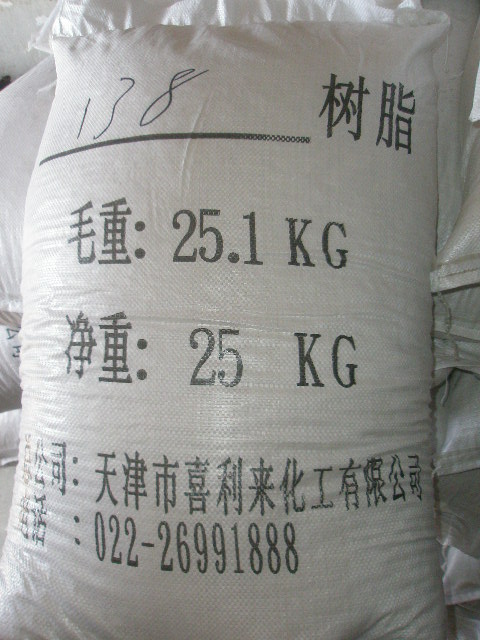 138 树脂
毛重: 25.1 KG
净重: 25 KG
公司: 天津市喜利来化工有限公司
: 022-26991888